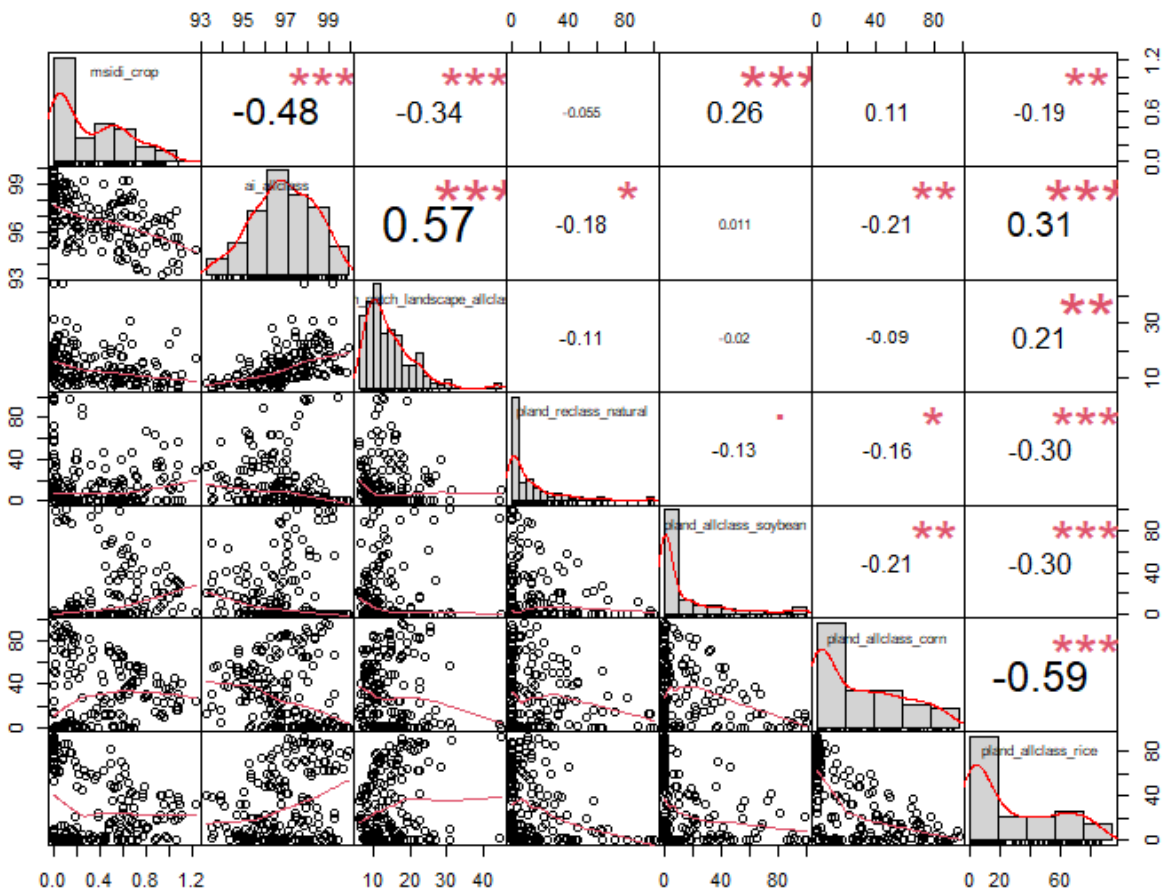 93 95 97 99 0 40 80 0 40 80
msidi_crop -0.48 *** -0.34 *** -0.055 0.26 *** 0.11 -0.19 ** 0.0 0.6 1.2
93 96 99 ai_allclass 0.57 *** -0.18 * 0.011 -0.21 ** 0.31 ***
_patch_landscape_allcla -0.11 -0.02 -0.09 0.21 ** 10 30
0 40 80 pland_reclass_natural -0.13 . -0.16 * -0.30 ***
pland_allclass_soybean -0.21 ** -0.30 *** 0 40 80
0 40 80 pland_allclass_corn -0.59 ***
pland_allclass_rice 0 40 80
0.0 0.4 0.8 1.2 10 20 30 40 0 40 80 0 20 60